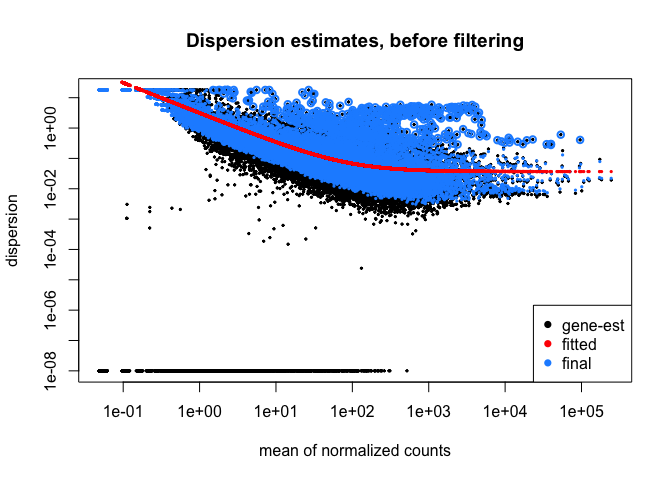 Dispersion estimates, before filtering
dispersion
1e+00
1e-02
1e-04
1e-06
1e-08
gene-est
fitted
final
1e-01 1e+00 1e+01 1e+02 1e+03 1e+04 1e+05
mean of normalized counts